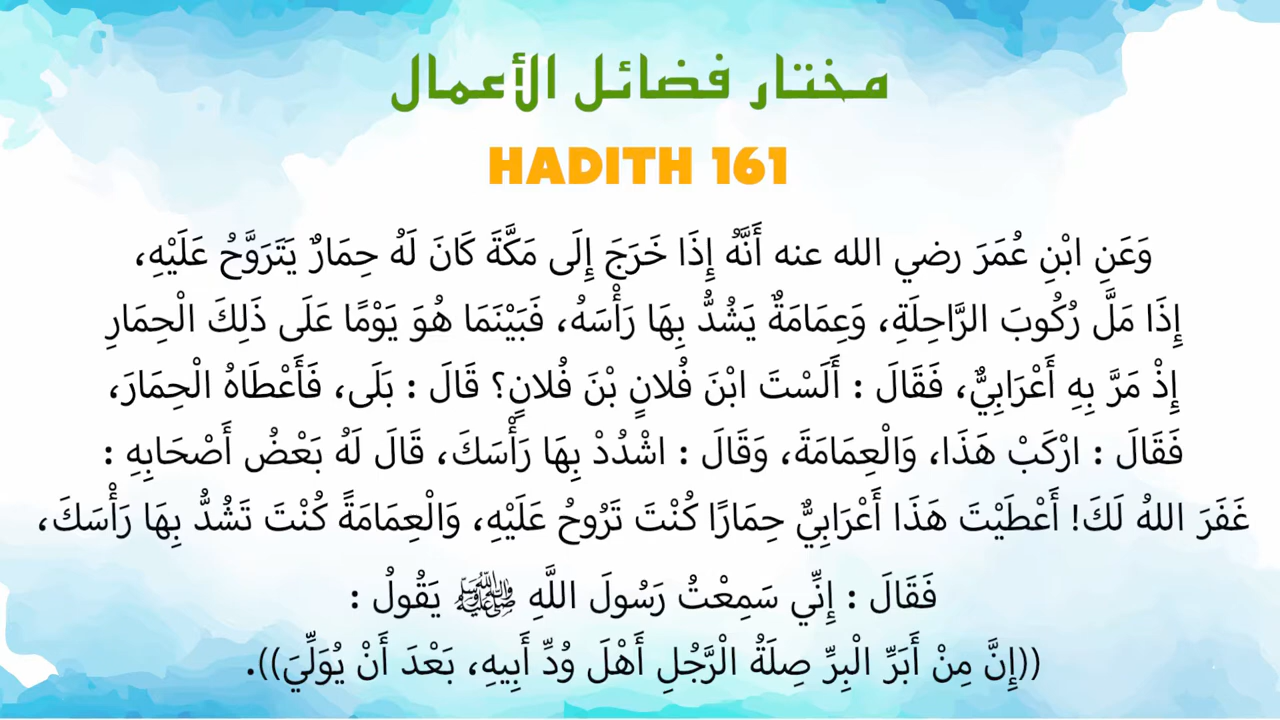 مختار فضائل الأعمال
HADITH 161
وَعَنِ ابْنِ عُمَرَ رضي الله عنه أَنَّهُ إِذَا خَرَجَ إِلَى مَكَّةَ كَانَ لَهُ حِمَارٌ يَتَرَوَّحُ عَلَيْهِ،
إِذَا مَلَّ رُكُوبَ الرَّاحِلَةِ، وَعِمَامَةٌ يَشُدُّ بِهَا رَأْسَهُ، فَبَيْنَمَا هُوَ يَوْمًا عَلَى ذَلِكَ الْحِمَارِ
إِذْ مَرَّ بِهِ أَعْرَابِيٌّ، فَقَالَ : أَلَسْتَ ابْنَ فُلانٍ بْنَ فُلانٍ؟ قَالَ : بَلَى، فَأَعْطَاهُ الْحِمَارَ،
فَقَالَ : ارْكَبْ هَذَا، وَالْعِمَامَةَ، وَقَالَ : اشْدُدْ بِهَا رَأْسَكَ، قَالَ لَهُ بَعْضُ أَصْحَابِهِ :
غَفَرَ اللهُ لَكَ! أَعْطَيْتَ هَذَا أَعْرَابِيٌّ حِمَارًا كُنْتَ تَرُوحُ عَلَيْهِ، وَالْعِمَامَةً كُنْتَ تَشُدُّ بِهَا رَأْسَكَ،
فَقَالَ : إِنِّي سَمِعْتُ رَسُولَ اللَّهِ ﷺ يَقُولُ :
((إِنَّ مِنْ أَبَرِّ الْبِرِّ صِلَةُ الْرَّجُلِ أَهْلَ وُدِّ أَبِيهِ، بَعْدَ أَنْ يُوَلِّيَ)).